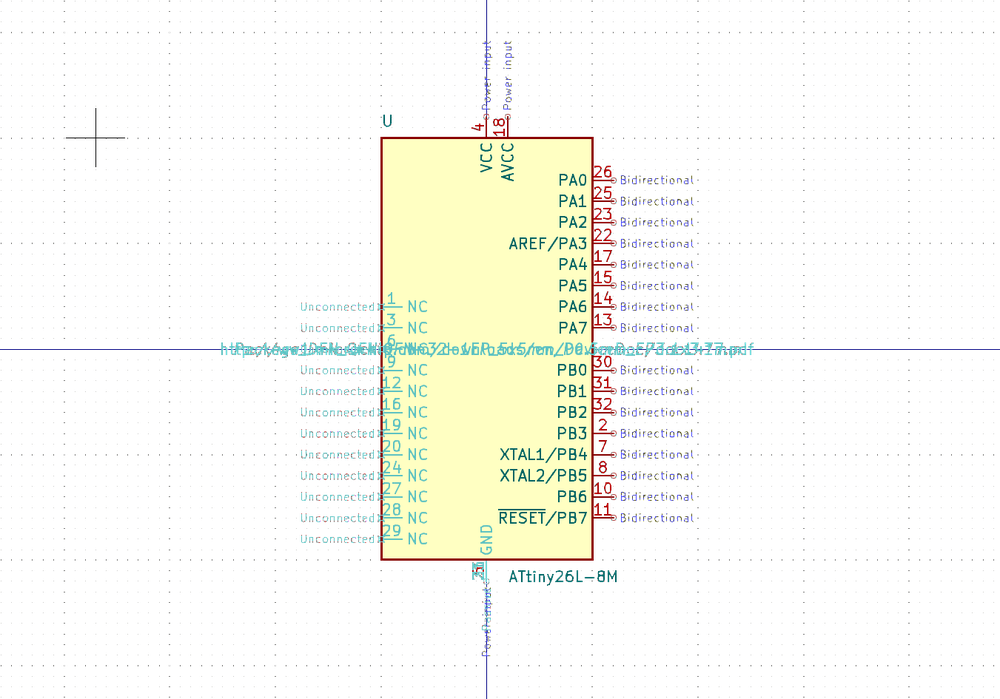 Power input
Power input
U
4
18
VCC
AVCC
PA0 26 Bidirectional
PA1 25 Bidirectional
PA2 23 Bidirectional
AREF/PA3 22 Bidirectional
PA4 17 Bidirectional
PA5 15 Bidirectional
Unconnected 1 NC PA6 14 Bidirectional
Unconnected 3 NC PA7 13 Bidirectional
6
Unconnected 9 NC PB0 30 Bidirectional
Unconnected 12 NC PB1 31 Bidirectional
Unconnected 16 NC PB2 32 Bidirectional
Unconnected 19 NC PB3 2 Bidirectional
Unconnected 20 NC XTAL1/PB4 7 Bidirectional
Unconnected 24 NC XTAL2/PB5 8 Bidirectional
Unconnected 27 NC PB6 10 Bidirectional
Unconnected 28 NC RESET/PB7 11 Bidirectional
Unconnected 29 NC
GND
ATtiny26L-8M